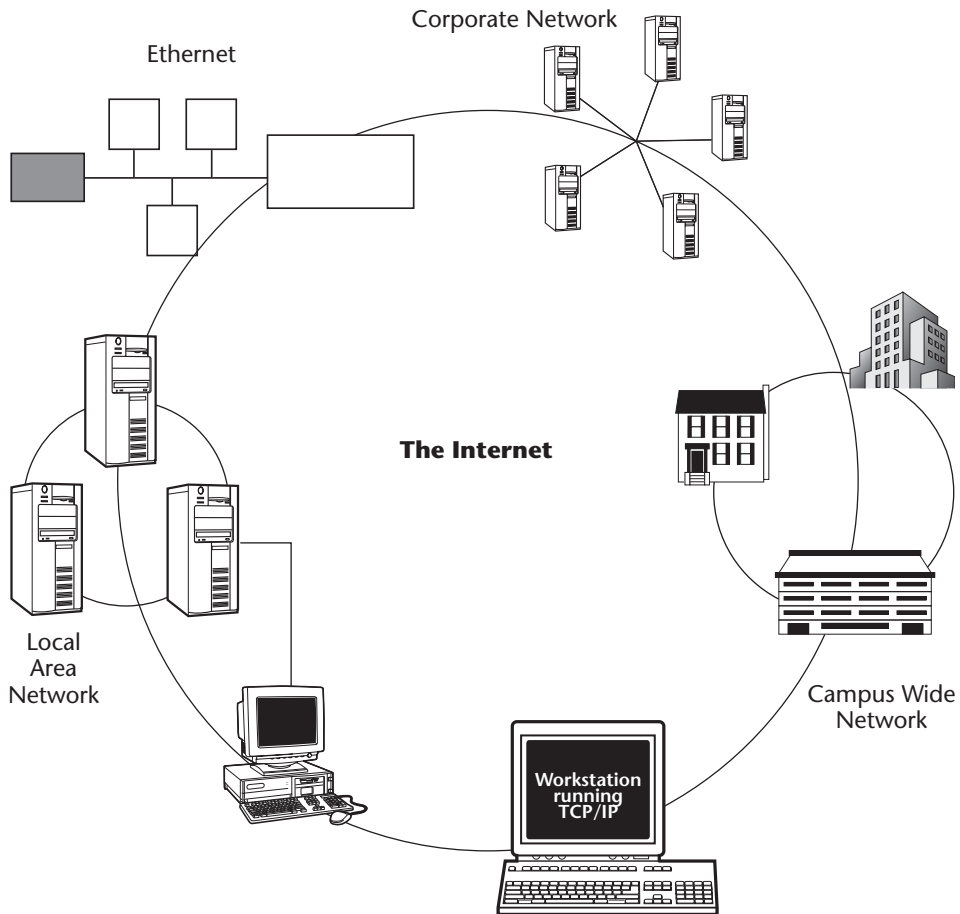 Corporate Network
Ethernet
The Internet
Local
Area
Network
Campus Wide
Network
Workstation
running
TCP/IP